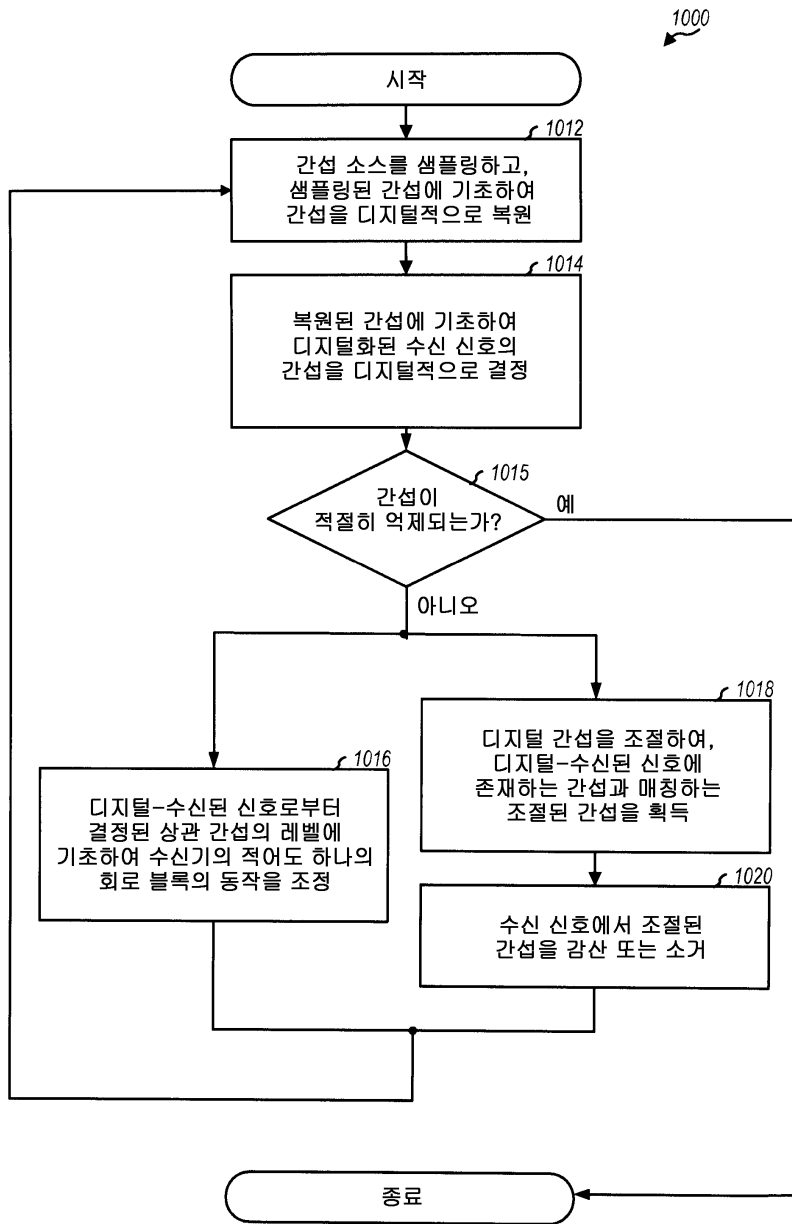 1000
시작
1012
간섭 소스를 샘플링하고,
샘플링된 간섭에 기초하여
간섭을 디지털적으로 복원
1014
복원된 간섭에 기초하여
디지털화된 수신 신호의
간섭을 디지털적으로 결정
1015
간섭이
적절히 억제되는가?
예
아니오
1016
디지털-수신된 신호로부터
결정된 상관 간섭의 레벨에
기초하여 수신기의 적어도 하나의
회로 블록의 동작을 조정
1018
디지털 간섭을 조절하여,
디지털-수신된 신호에
존재하는 간섭과 매칭하는
조절된 간섭을 획득
1020
수신 신호에서 조절된
간섭을 감산 또는 소거
종료